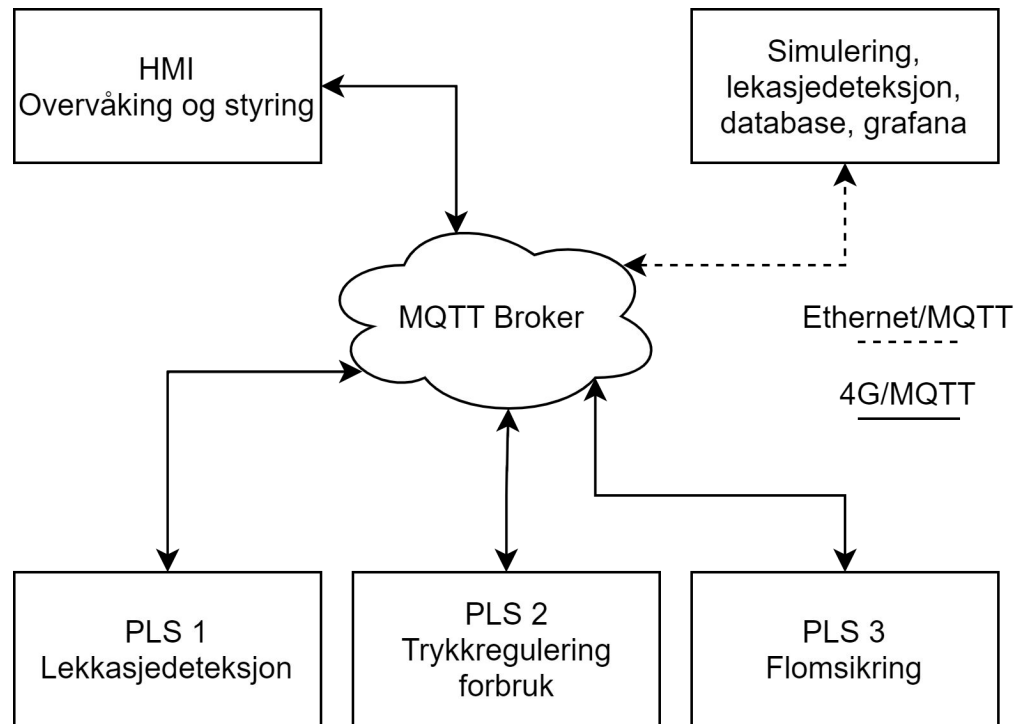 HMI
Overvåking og styring
Simulering,
lekasjedeteksjon,
database, grafana
MQTT Broker
Ethernet/MQTT
4G/MQTT
PLS 1
Lekkasjedeteksjon
PLS 2
Trykkregulering
forbruk
PLS 3
Flomsikring